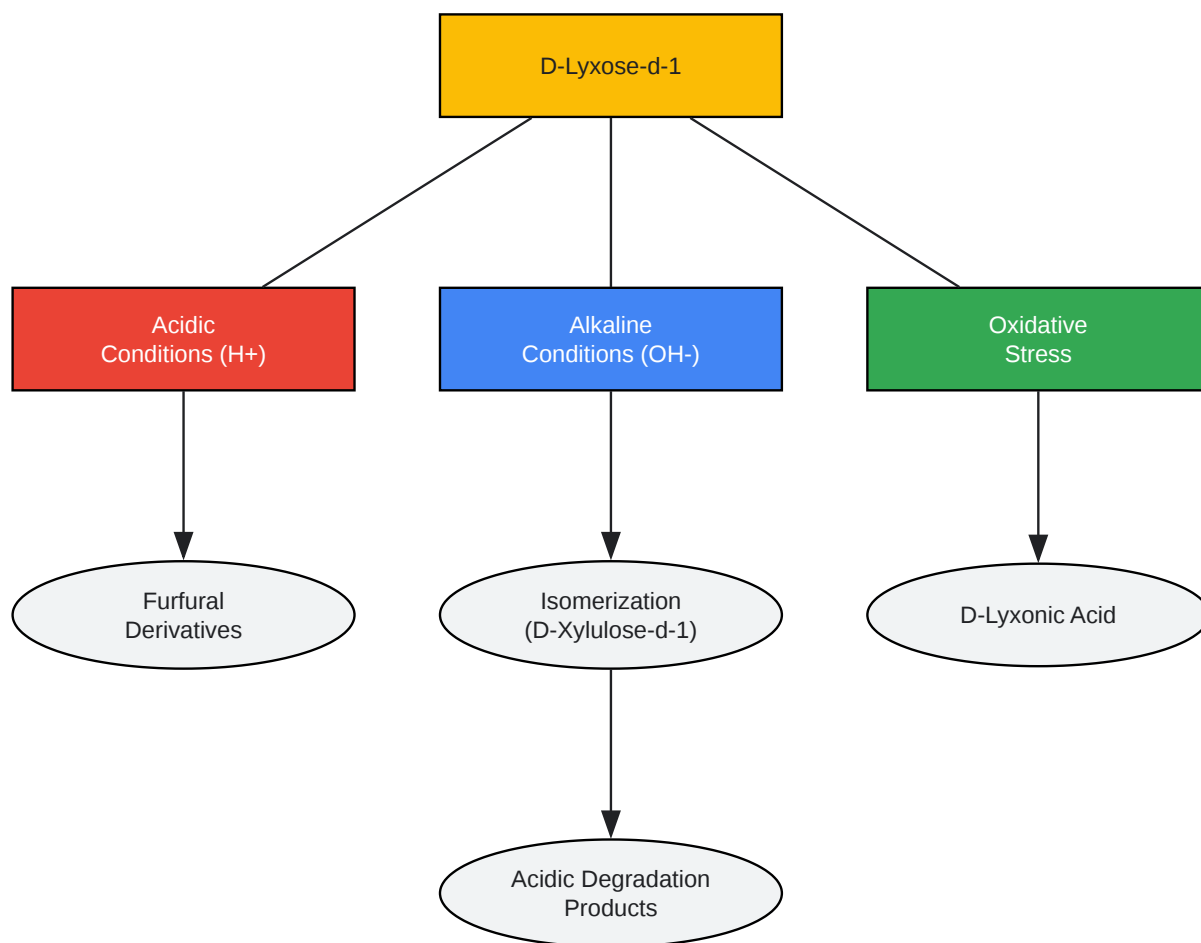 D-Lyxose-d-1
Acidic
Conditions (H+)
Alkaline
Conditions (OH-)
Oxidative
Stress
Furfural
Derivatives
Isomerization
(D-Xylulose-d-1)
D-Lyxonic Acid
Acidic Degradation
Products